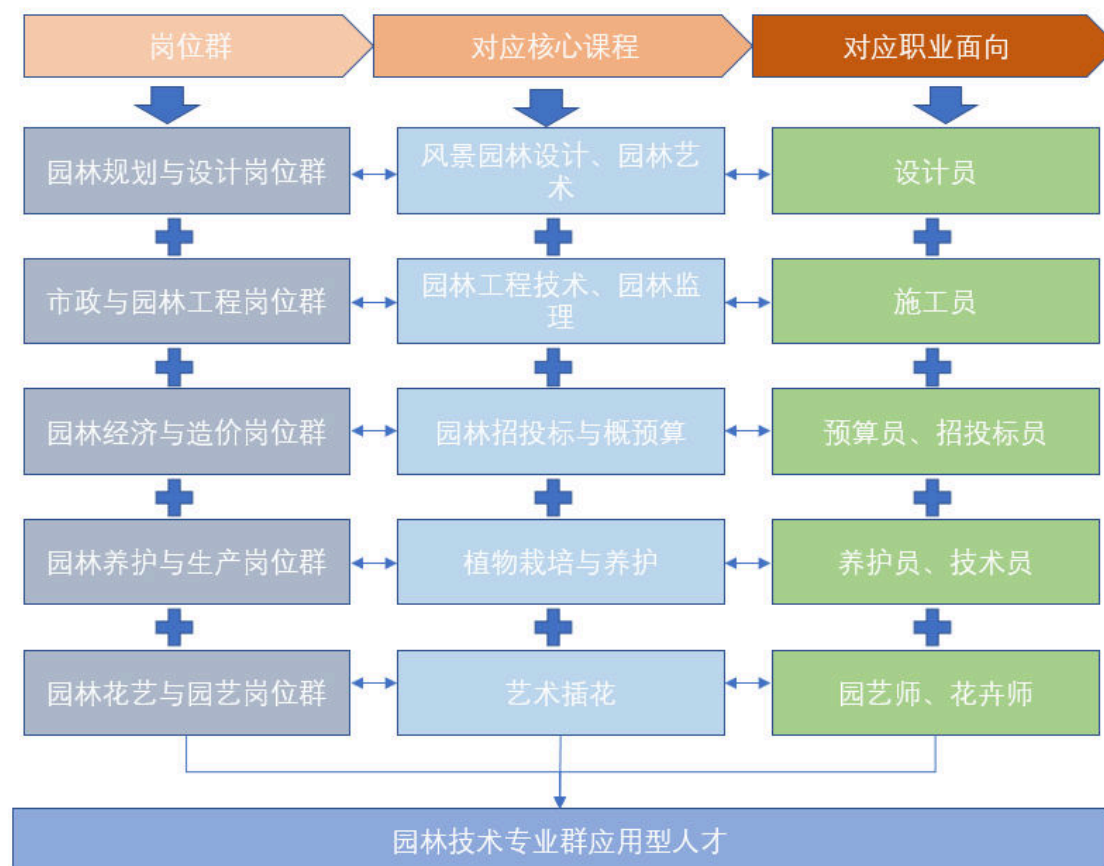 岗位群
对应核心课程
对应职业面向
园林规划与设计岗位群
风景园林设计、园林艺
术
设计员
市政与园林工程岗位群
园林工程技术、园林监
理
施工员
园林经济与造价岗位群
园林招投标与概预算
预算员、招投标员
园林养护与生产岗位群
植物栽培与养护
养护员、技术员
园林花艺与园艺岗位群
艺术插花
园艺师、花卉师
园林技术专业群应用型人才